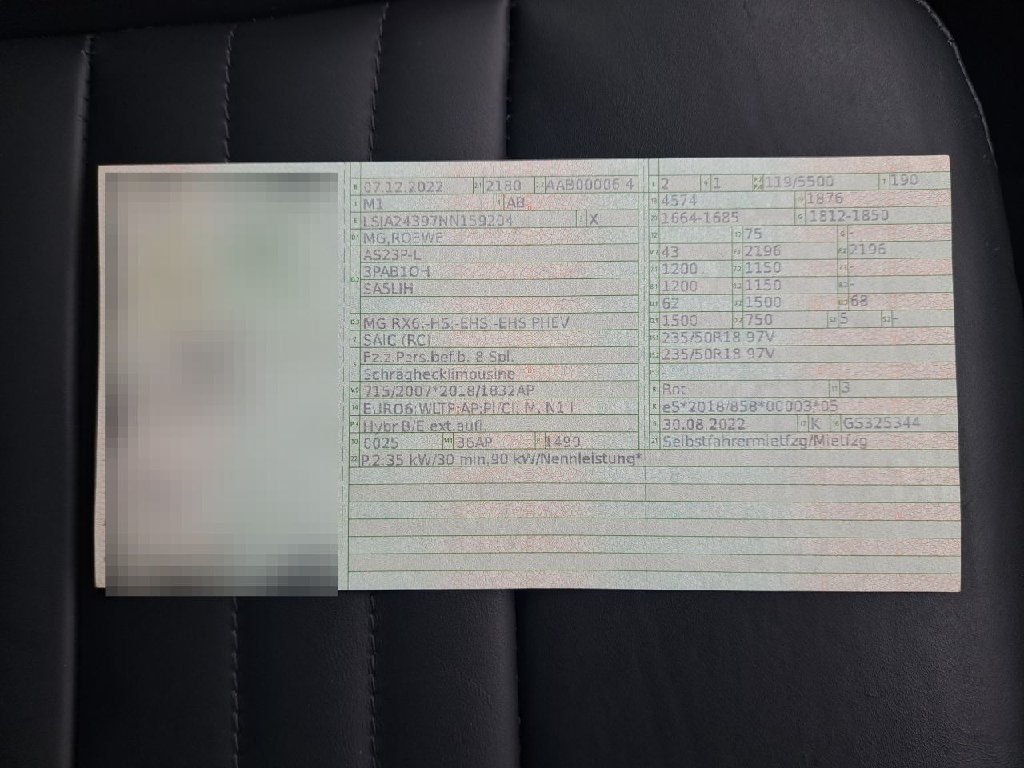 07.12.2022 2180 AAB00006 4
M1 AB
LSJA24397NN159204 X
MG,ROEWE
AS23P-L
3PAB1OH
SA5LIH
MG RX6;-HS;-EHS;-EHS PHEV
SAIC (RC)
Fz.z.Pers.bef.b. 8 Spl.
Schräghecklimousine
715/2007*2018/1832AP
EURO6;WLTP;AP;PI/CI; M, N1 I
Hybr.B/E ext.aufl.
0025 36AP 1490
P.2:35 kW/30 min,90 kW/Nennleistung*
2 1 119/5500 190
4574 1876
1664-1685 1812-1850
- 75 -
43 2196 2196
1200 1150 -
1200 1150 -
62 1500 68
1500 750 5 -
235/50R18 97V
235/50R18 97V
-
Rot 3
e5*2018/858*00003*05
30.08.2022 K GS325344
Selbstfahrermietfzg/Mietfzg